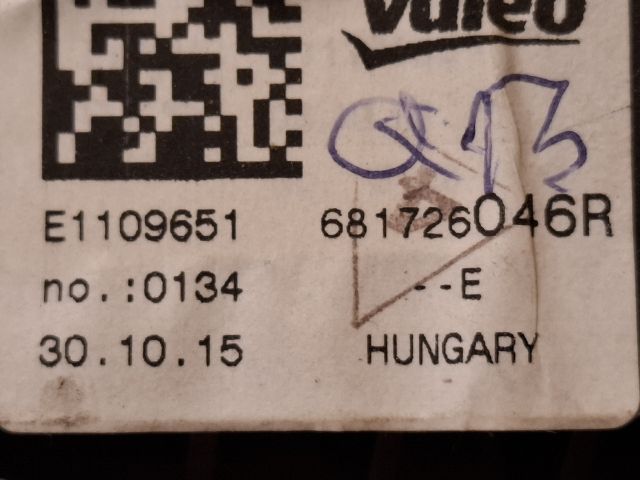 Valeo
E1109651 681726046R
no.:0134 --E
30.10.15 HUNGARY